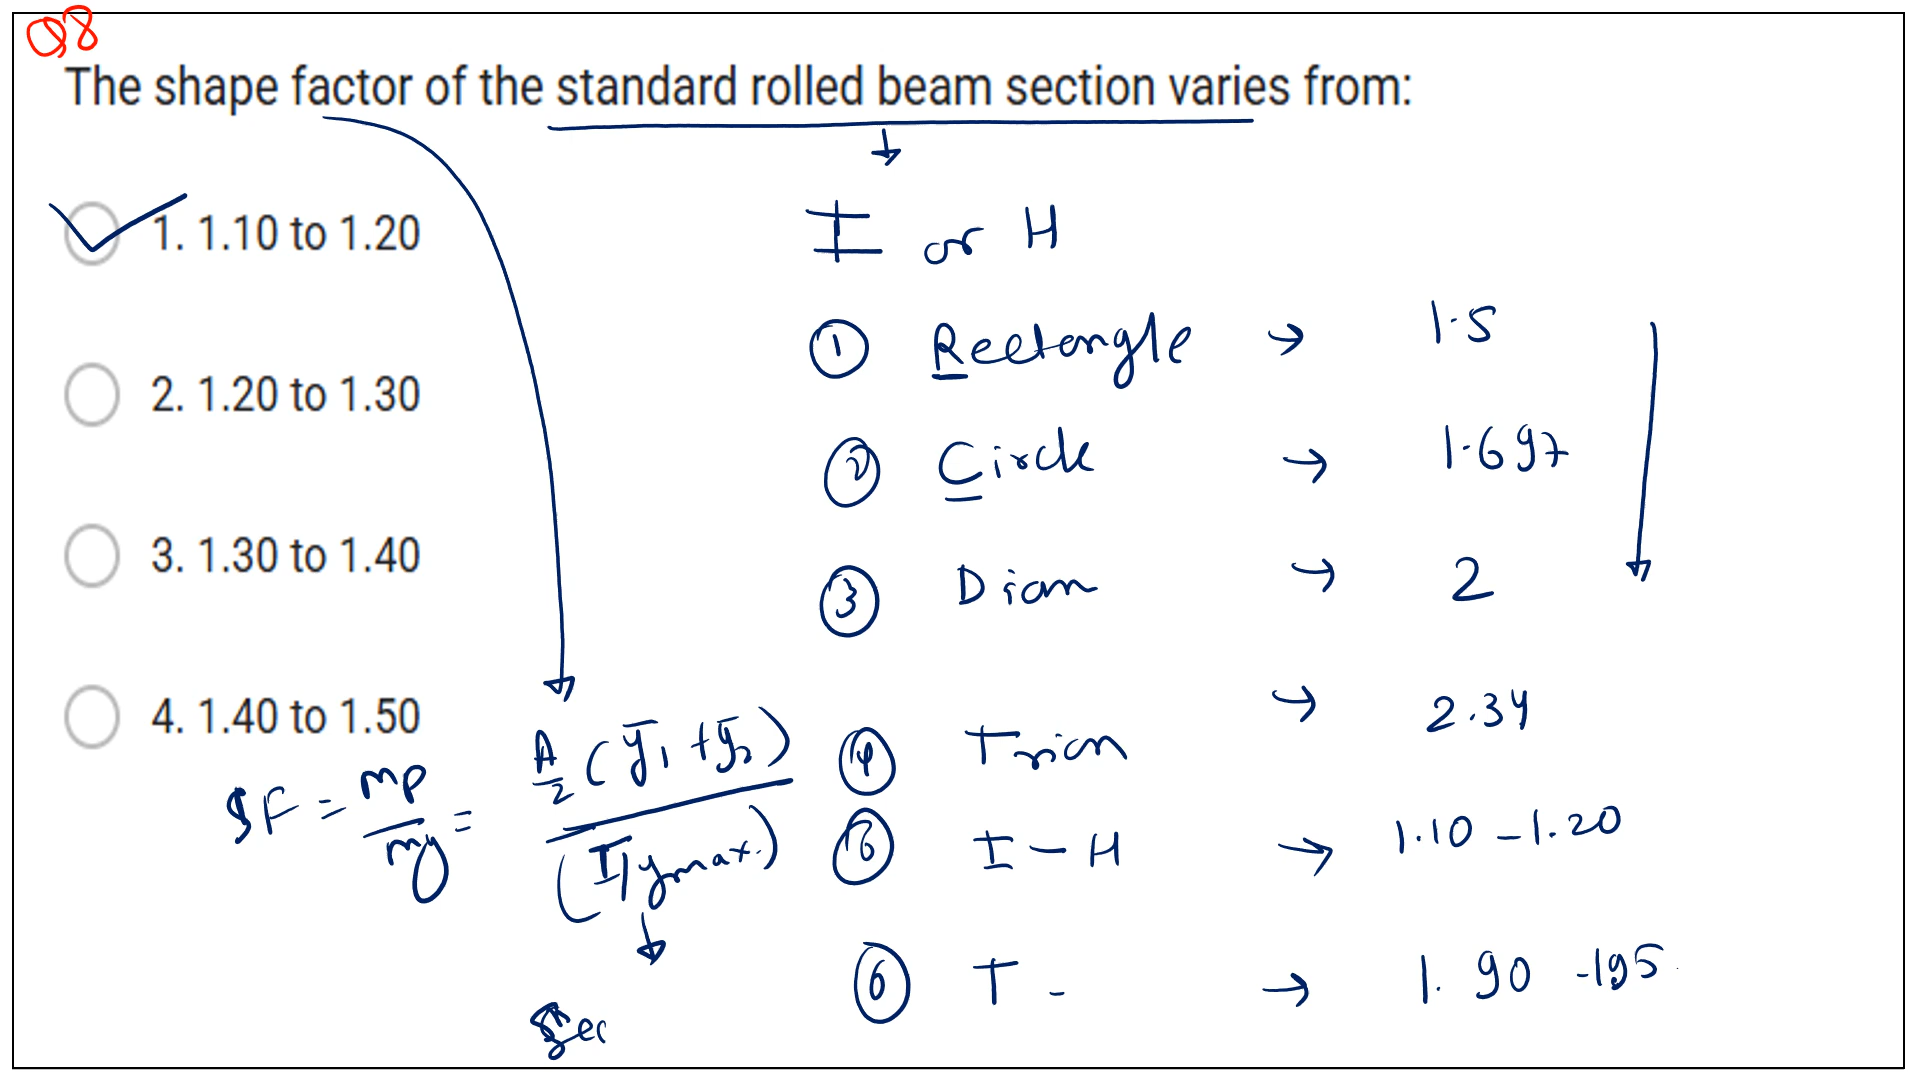 Q8
The shape factor of the standard rolled beam section varies from:
1. 1.10 to 1.20
2. 1.20 to 1.30
3. 1.30 to 1.40
4. 1.40 to 1.50
I or H
① Rectangle → 1.5
② Circle → 1.697
③ Diam → 2
④ Trian → 2.34
I - H → 1.10 - 1.20
⑥ T - → 1.90 - 195
SF = Mp/My = A/2 (ȳ1 + ȳ2) / (I/ymax.)